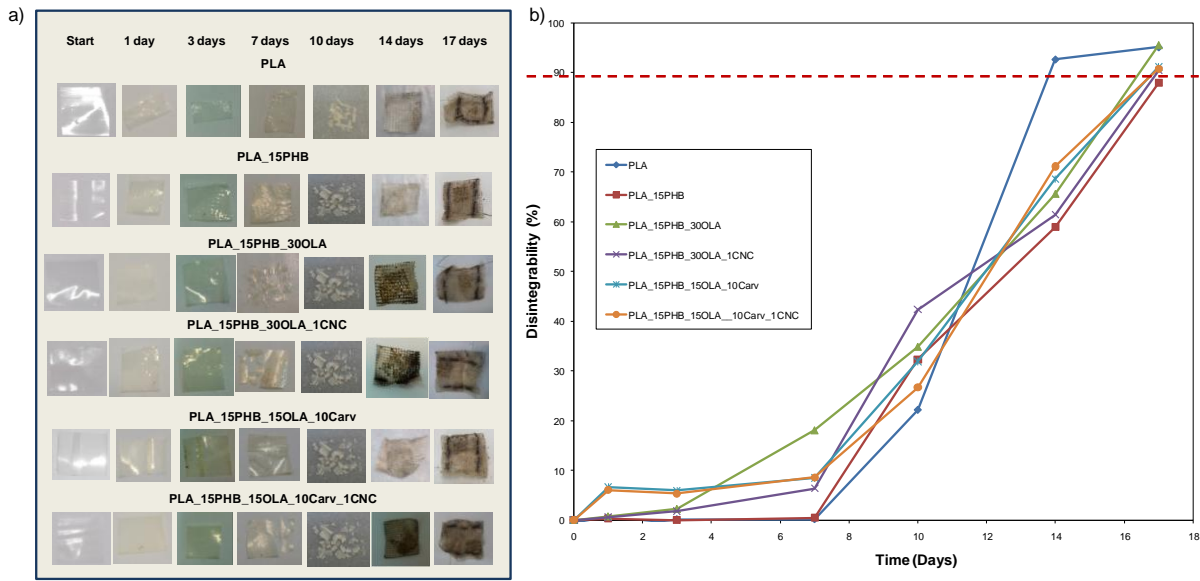 a)
Start 1 day 3 days 7 days 10 days 14 days 17 days
PLA
PLA_15PHB
PLA_15PHB_30OLA
PLA_15PHB_30OLA_1CNC
PLA_15PHB_15OLA_10Carv
PLA_15PHB_15OLA_10Carv_1CNC
b)
Disintegrability (%)
100
90
80
70
60
50
40
30
20
10
0
PLA
PLA_15PHB
PLA_15PHB_30OLA
PLA_15PHB_30OLA_1CNC
PLA_15PHB_15OLA_10Carv
PLA_15PHB_15OLA__10Carv_1CNC
0 2 4 6 8 10 12 14 16 18
Time (Days)